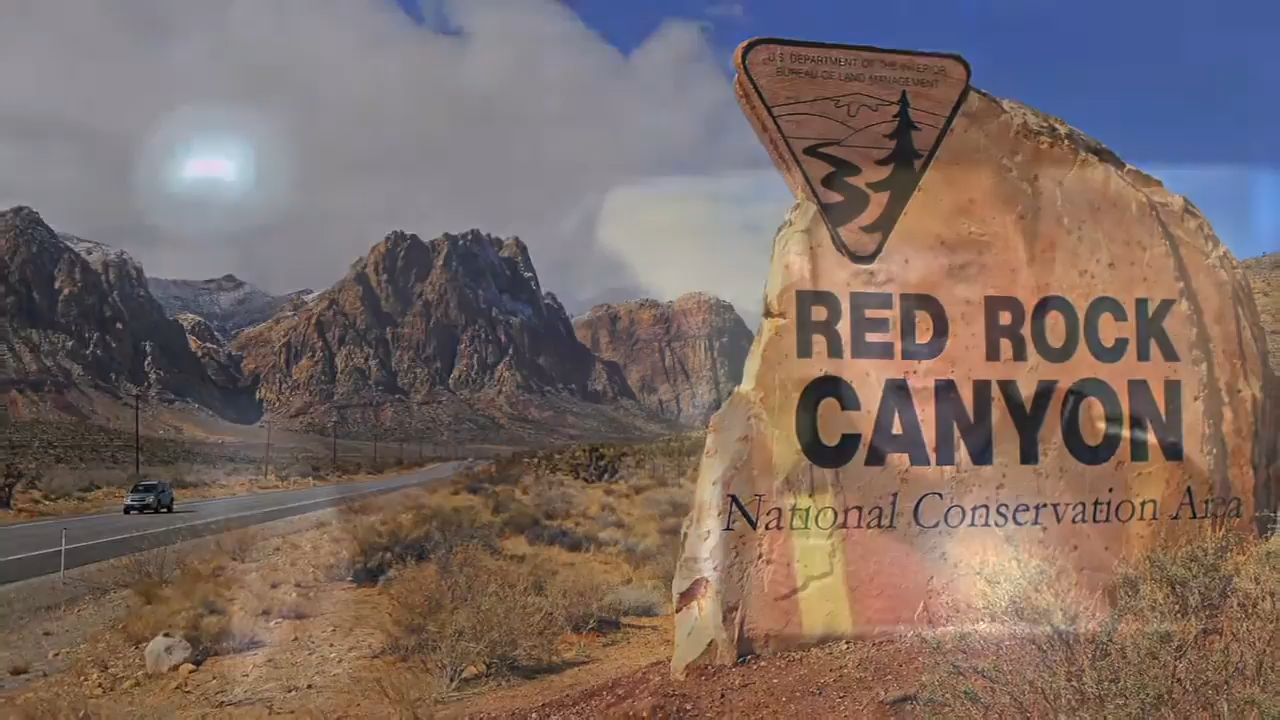 U.S. DEPARTMENT OF THE INTERIOR
BUREAU OF LAND MANAGEMENT
RED ROCK
CANYON
National Conservation Area